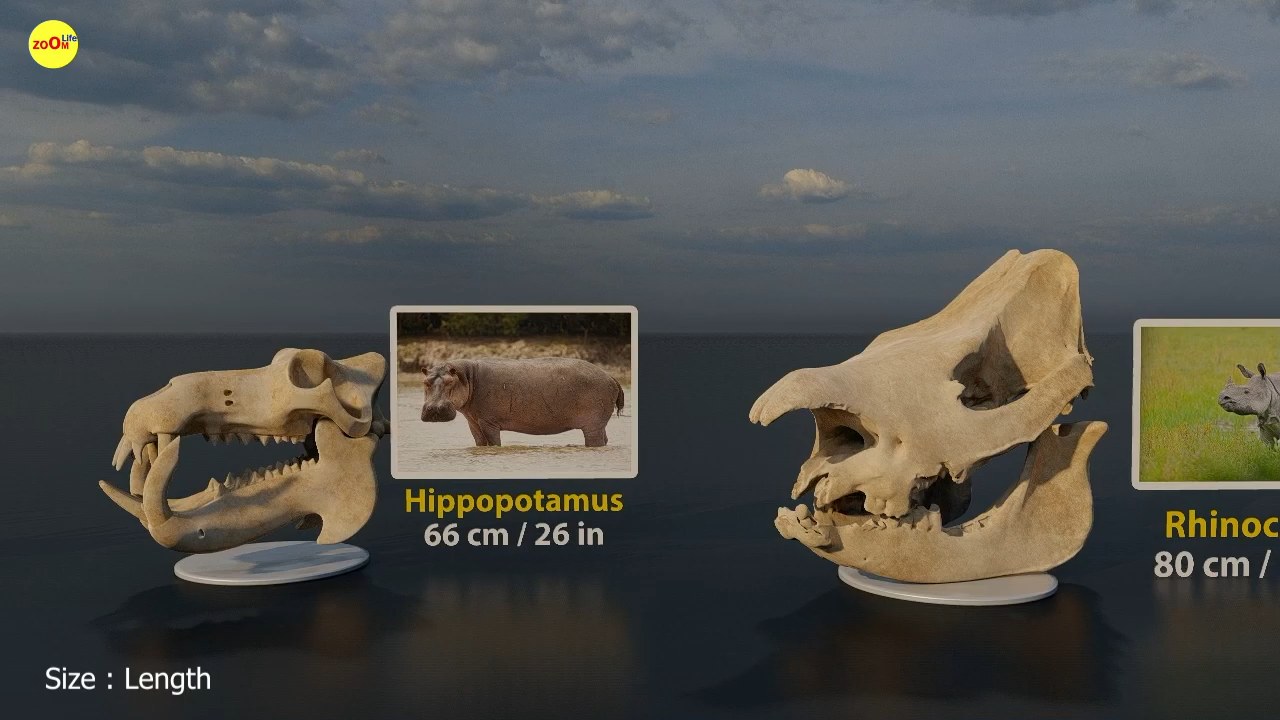 zoOM Life
Hippopotamus
66 cm / 26 in
Rhinoc
80 cm /
Size : Length